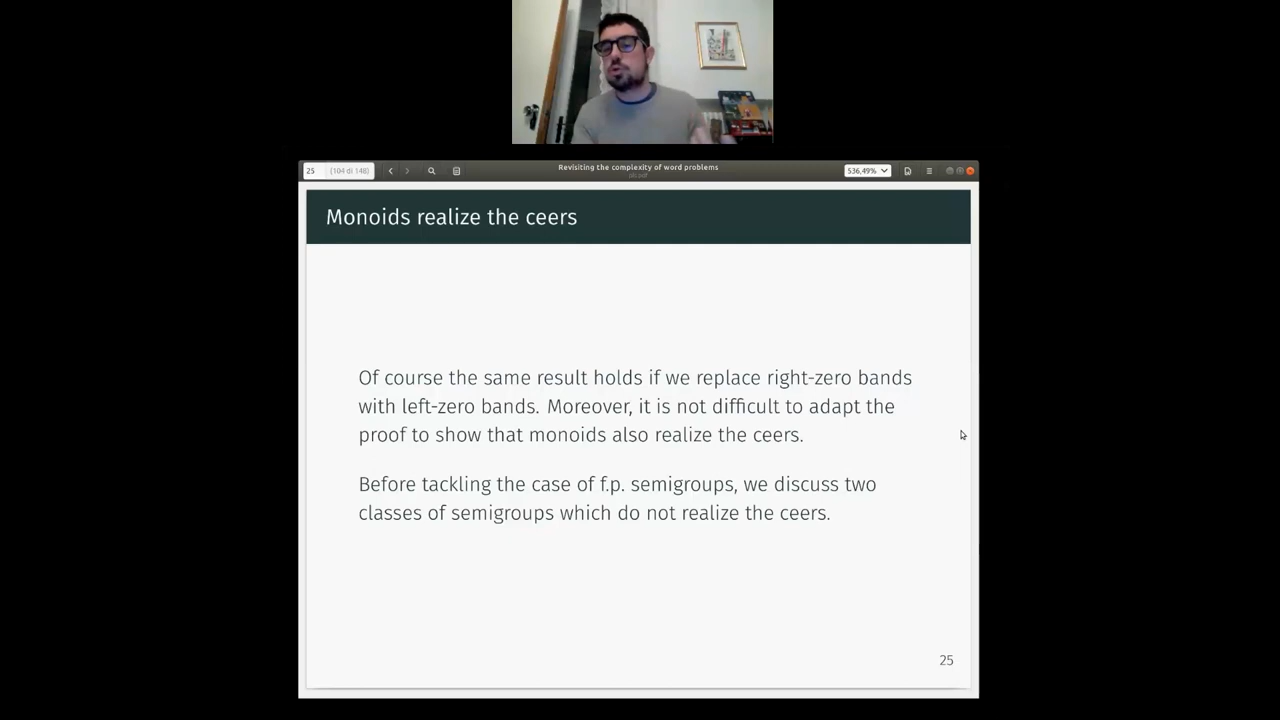 25 (104 di 148) Revisiting the complexity of word problems 536,49%
Monoids realize the ceers
Of course the same result holds if we replace right-zero bands
with left-zero bands. Moreover, it is not difficult to adapt the
proof to show that monoids also realize the ceers.
Before tackling the case of f.p. semigroups, we discuss two
classes of semigroups which do not realize the ceers.
25